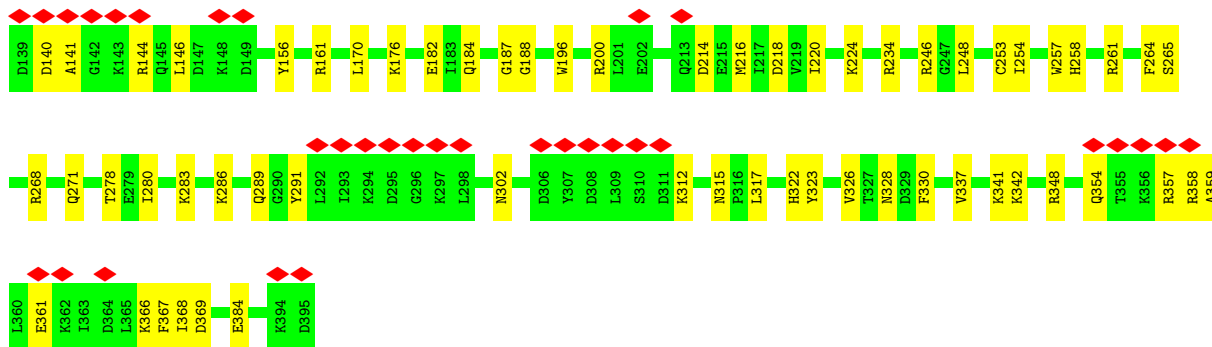 D139 D140 A141 G142 K143 R144 Q145 L146 D147 K148 D149 Y156 R161 L170 K176 E182 I183 Q184 G187 G188 W196 R200 L201 E202 Q213 D214 E215 M216 I217 D218 V219 I220 K224 R234 R246 G247 L248 C253 I254 W257 H258 R261 F264 S265
R268 Q271 T278 E279 I280 K283 K286 Q289 G290 Y291 L292 I293 K294 D295 G296 K297 L298 N302 D306 Y307 D308 L309 S310 D311 K312 N315 P316 L317 H322 Y323 V326 T327 N328 D329 F330 V337 K341 K342 R348 Q354 T355 K356 R357 R358 A359
L360 E361 K362 I363 D364 L365 K366 F367 I368 D369 E384 K394 D395